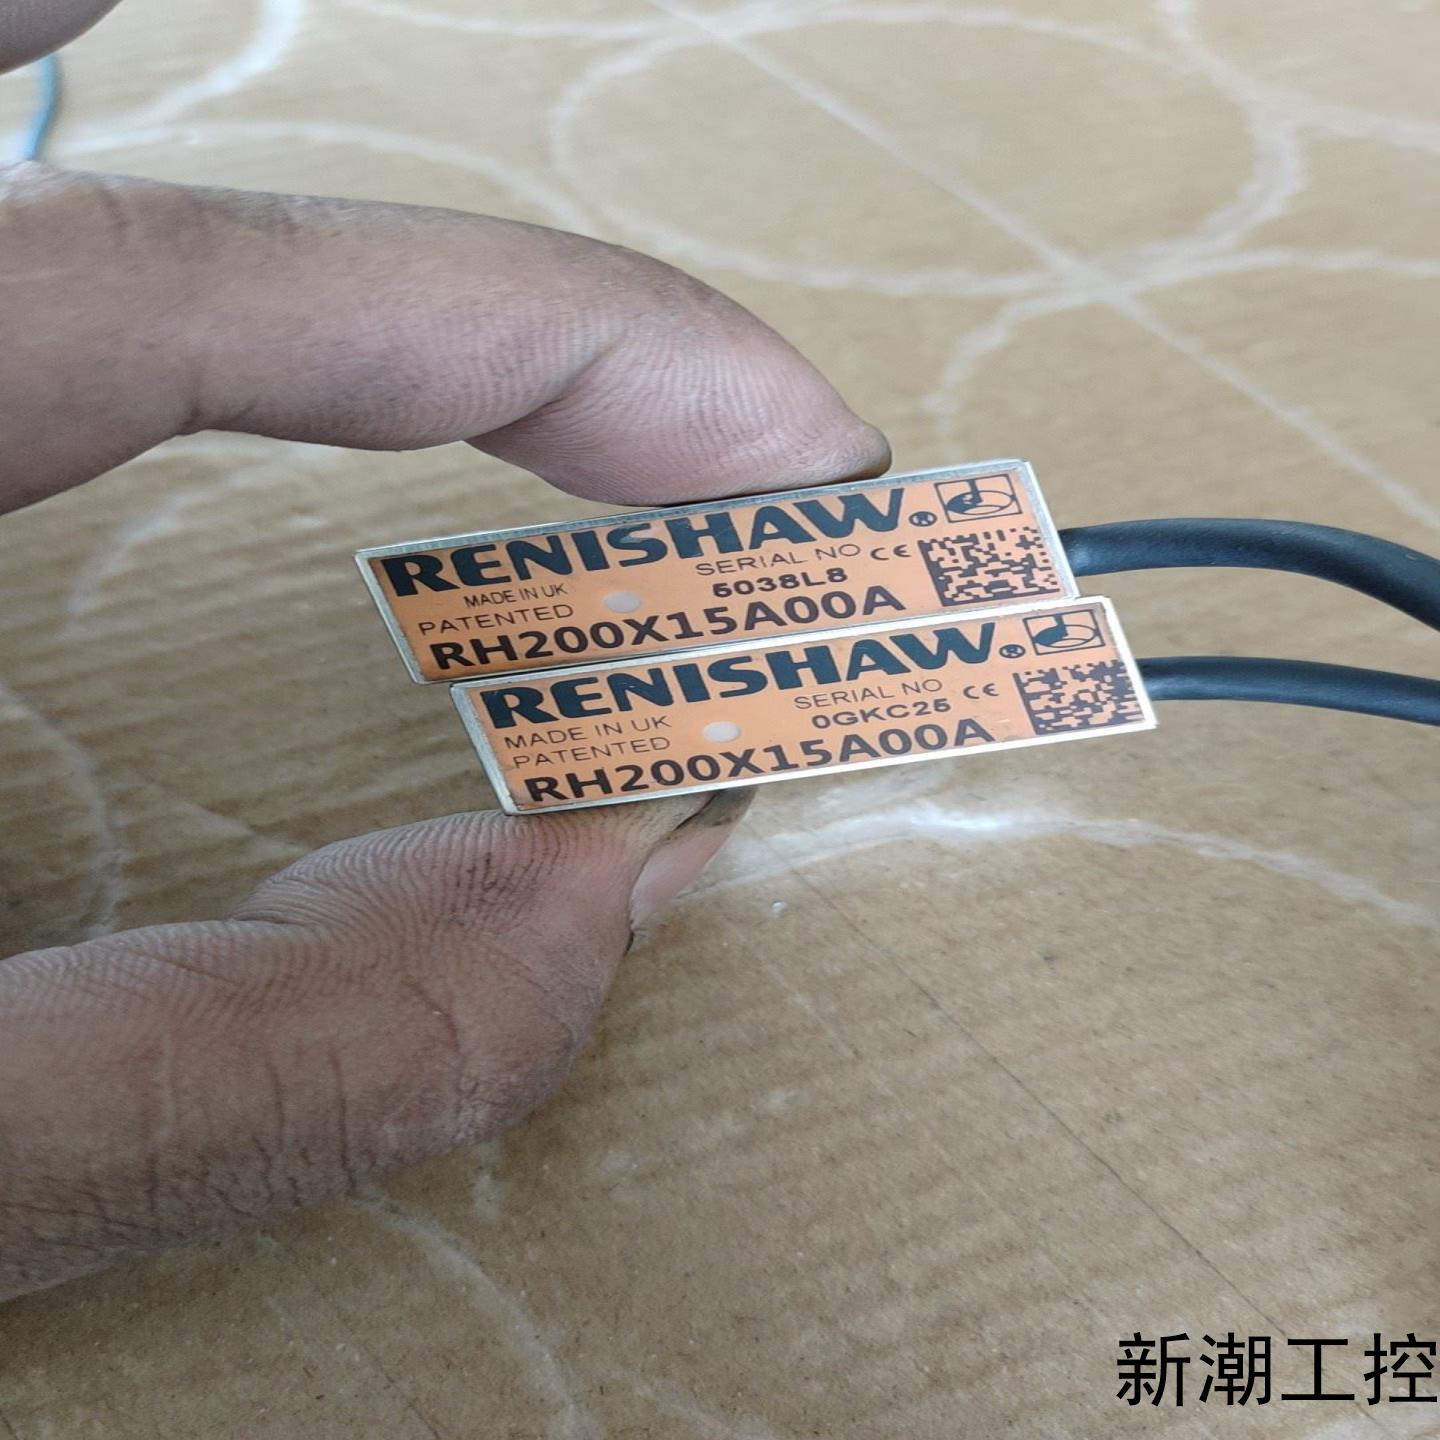 RENISHAW®
SERIAL NO CE
MADE IN UK
5038L8
PATENTED
RH200X15A00A
RENISHAW®
SERIAL NO CE
MADE IN UK
0GKC25
PATENTED
RH200X15A00A
新潮工控